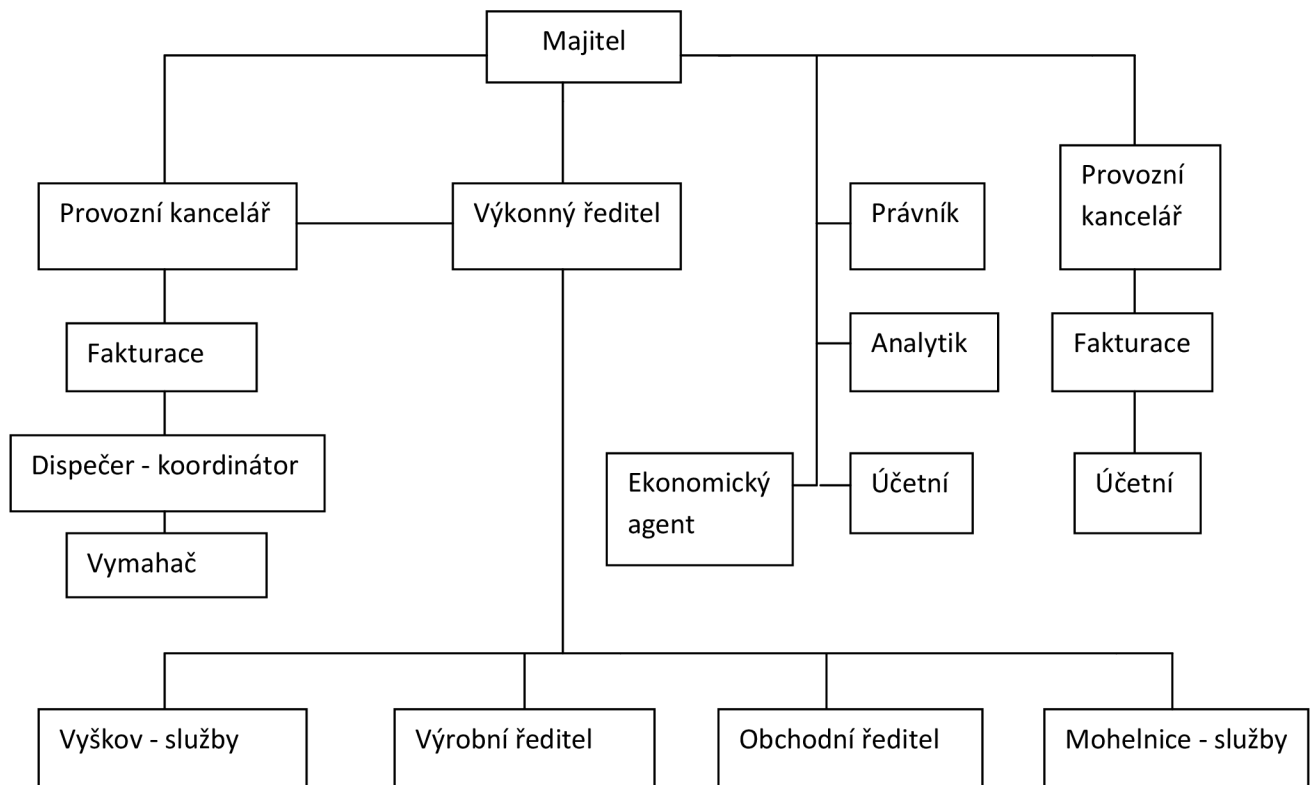 Majitel
Provozní kancelář
Výkonný ředitel
Právník
Provozní
kancelář
Fakturace
Analytik
Fakturace
Dispečer - koordinátor
Ekonomický
agent
Účetní
Účetní
Vymahač
Vyškov - služby
Výrobní ředitel
Obchodní ředitel
Mohelnice - služby